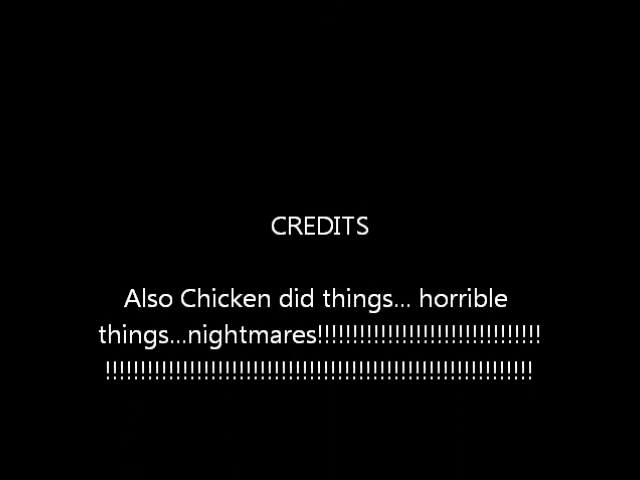 CREDITS
Also Chicken did things... horrible
things...nightmares!!!!!!!!!!!!!!!!!!!!!!!!!!!!!!!!
!!!!!!!!!!!!!!!!!!!!!!!!!!!!!!!!!!!!!!!!!!!!!!!!!!!!!!!!!!!!!